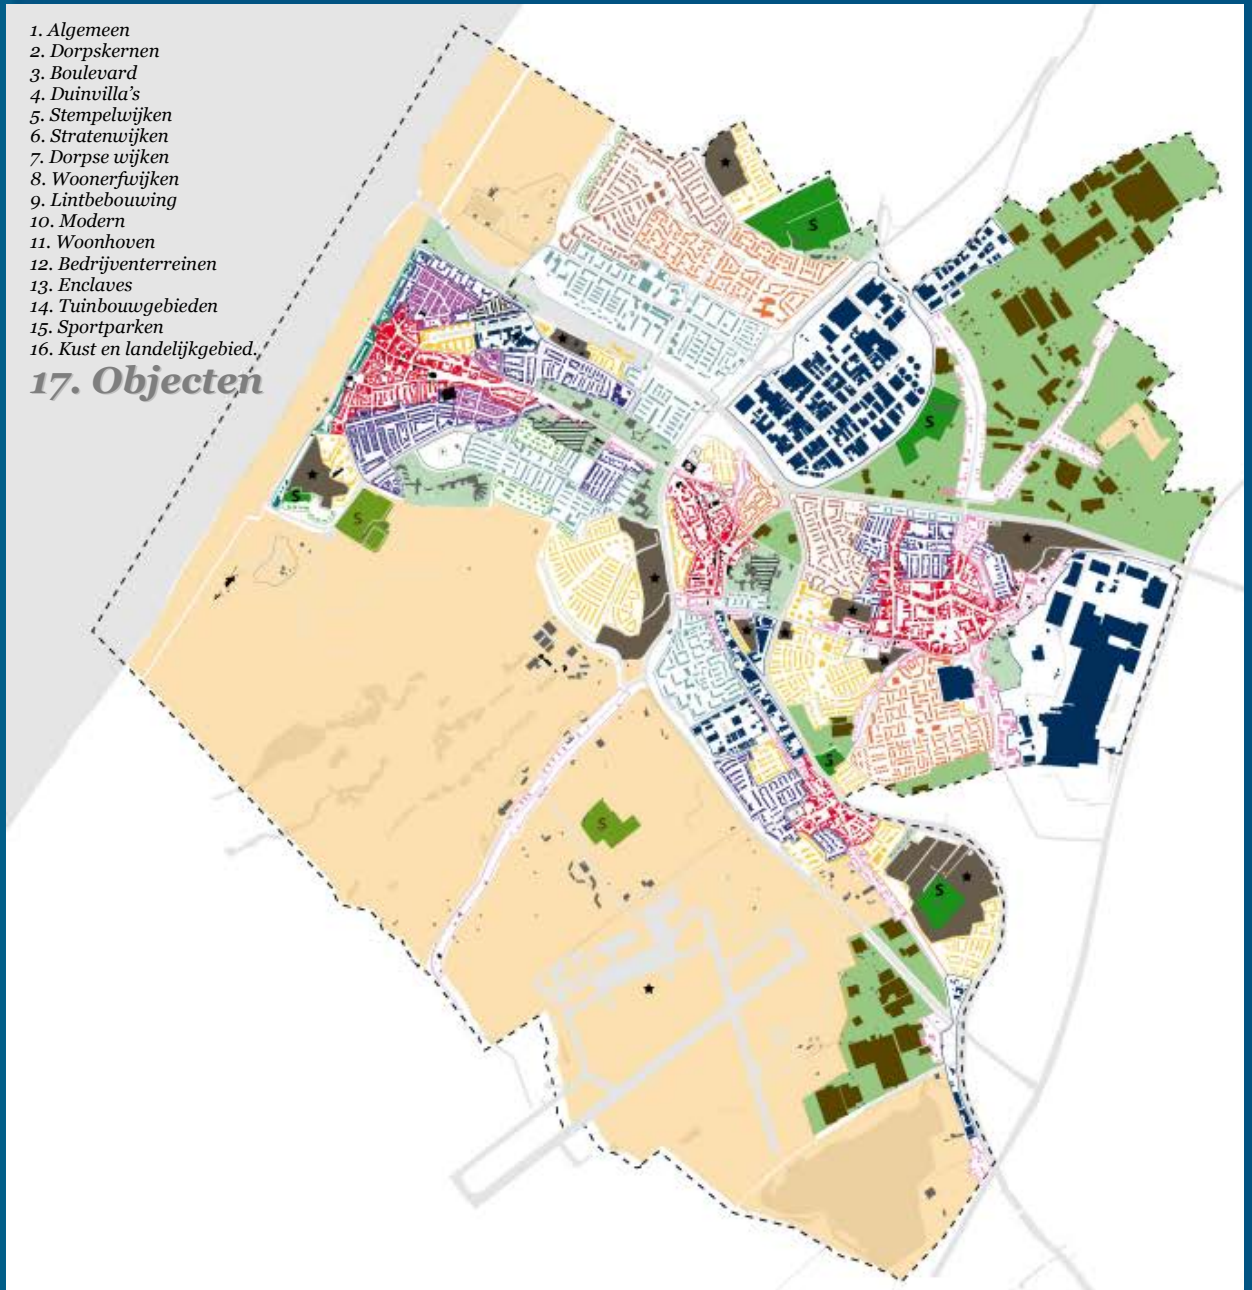 1. Algemeen
2. Dorpskernen
3. Boulevard
4. Duinvilla's
5. Stempelwijken
6. Stratenwijken
7. Dorpse wijken
8. Woonerfwijken
9. Lintbebouwing
10. Modern
11. Woonhoven
12. Bedrijventerreinen
13. Enclaves
14. Tuinbouwgebieden
15. Sportparken
16. Kust en landelijkgebied.
17. Objecten
S
S
S
S
S
S
S